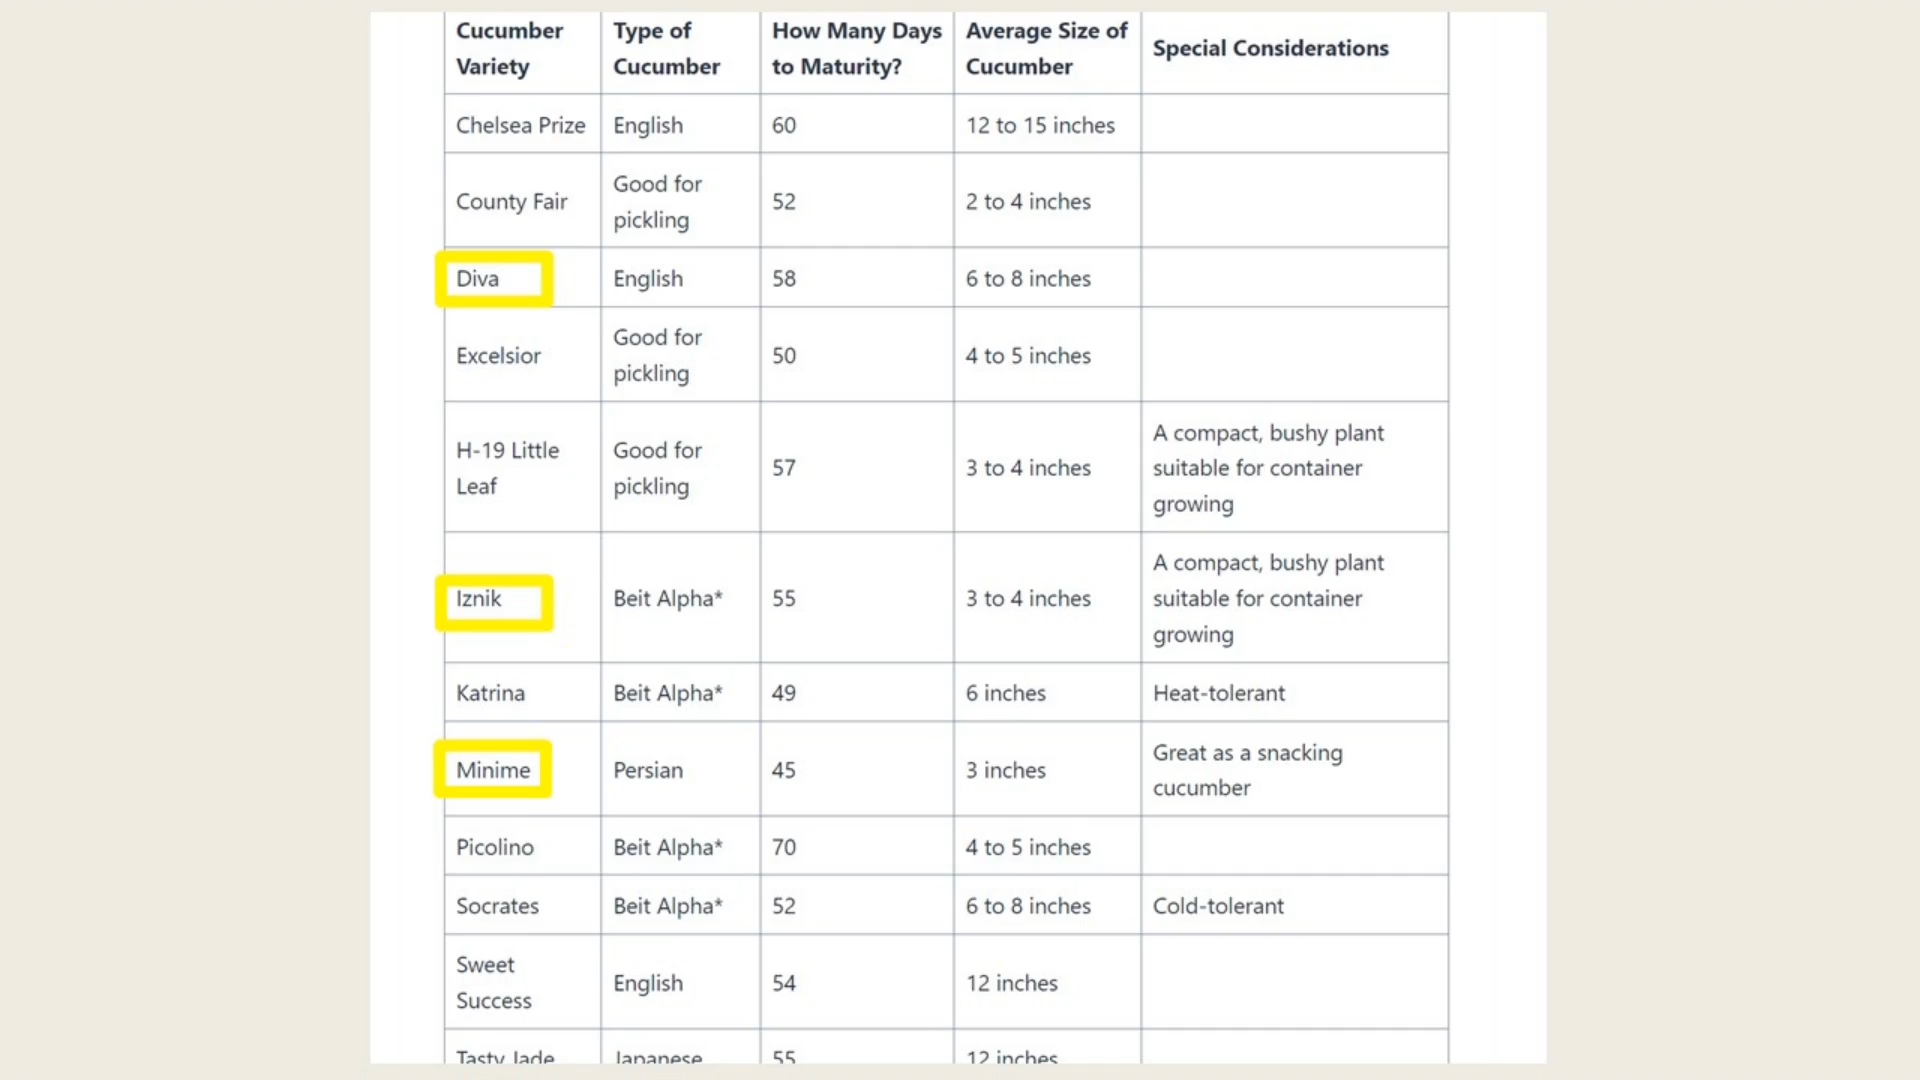 Cucumber Variety | Type of Cucumber | How Many Days to Maturity? | Average Size of Cucumber | Special Considerations
Chelsea Prize | English | 60 | 12 to 15 inches
County Fair | Good for pickling | 52 | 2 to 4 inches
Diva | English | 58 | 6 to 8 inches
Excelsior | Good for pickling | 50 | 4 to 5 inches
H-19 Little Leaf | Good for pickling | 57 | 3 to 4 inches | A compact, bushy plant suitable for container growing
Iznik | Beit Alpha* | 55 | 3 to 4 inches | A compact, bushy plant suitable for container growing
Katrina | Beit Alpha* | 49 | 6 inches | Heat-tolerant
Minime | Persian | 45 | 3 inches | Great as a snacking cucumber
Picolino | Beit Alpha* | 70 | 4 to 5 inches
Socrates | Beit Alpha* | 52 | 6 to 8 inches | Cold-tolerant
Sweet Success | English | 54 | 12 inches
Tasty Jade | Japanese | 55 | 12 inches